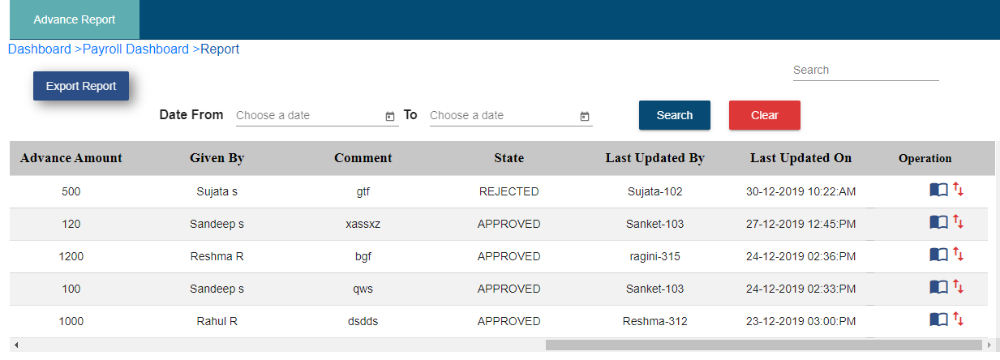 Advance Report
Dashboard >Payroll Dashboard >Report
Search
Export Report
Date From Choose a date To Choose a date Search Clear
Advance Amount Given By Comment State Last Updated By Last Updated On Operation
500 Sujata s gtf REJECTED Sujata-102 30-12-2019 10:22:AM
120 Sandeep s xassxz APPROVED Sanket-103 27-12-2019 12:45:PM
1200 Reshma R bgf APPROVED ragini-315 24-12-2019 02:36:PM
100 Sandeep s qws APPROVED Sanket-103 24-12-2019 02:33:PM
1000 Rahul R dsdds APPROVED Reshma-312 23-12-2019 03:00:PM